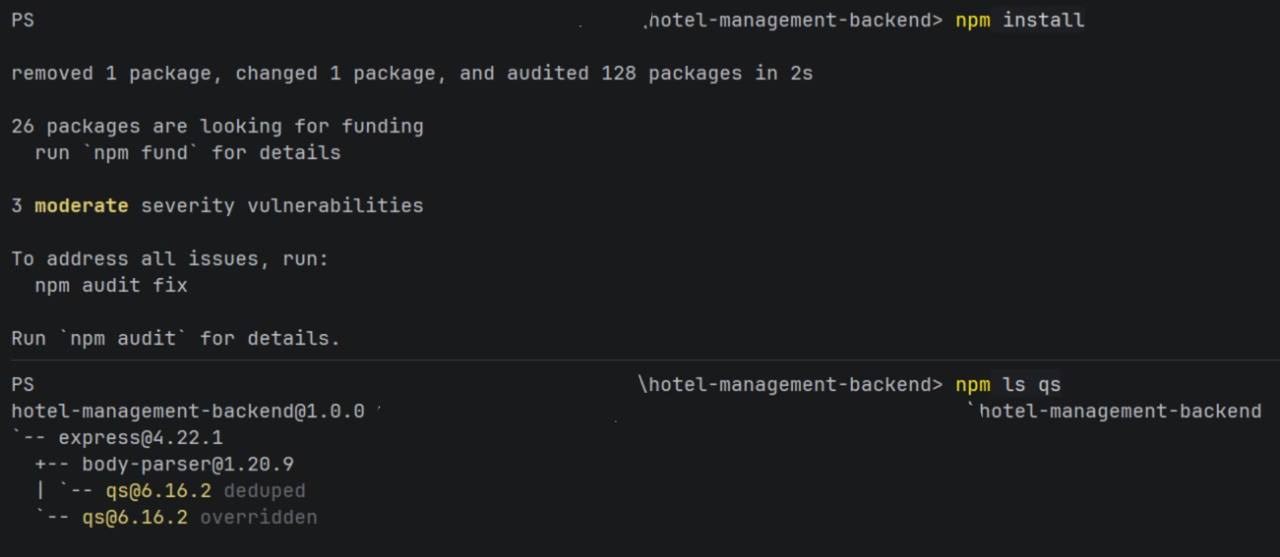 PS hotel-management-backend> npm install
removed 1 package, changed 1 package, and audited 128 packages in 2s
26 packages are looking for funding
  run `npm fund` for details
3 moderate severity vulnerabilities
To address all issues, run:
  npm audit fix
Run `npm audit` for details.
PS \hotel-management-backend> npm ls qs
hotel-management-backend@1.0.0 hotel-management-backend
`-- express@4.22.1
  +-- body-parser@1.20.9
  | `-- qs@6.16.2 deduped
  `-- qs@6.16.2 overridden